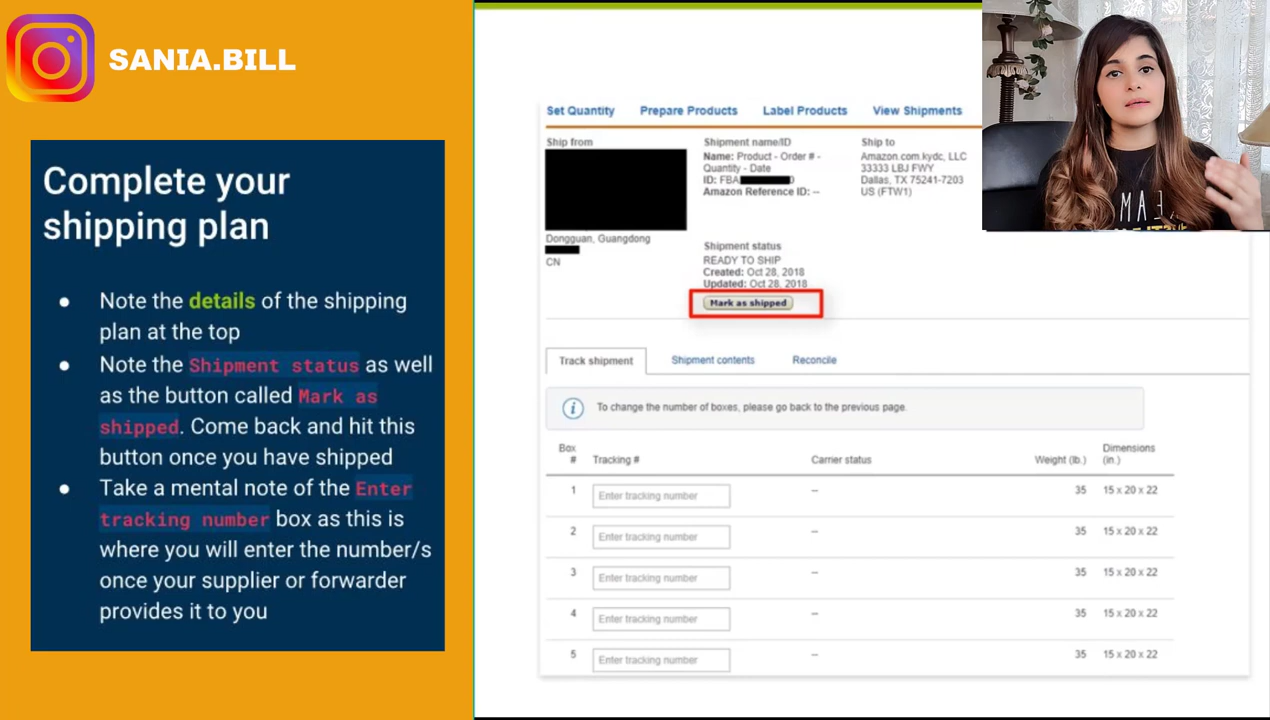 SANIA.BILL
Complete your
shipping plan
● Note the details of the shipping
plan at the top
● Note the Shipment status as well
as the button called Mark as
shipped. Come back and hit this
button once you have shipped
● Take a mental note of the Enter
tracking number box as this is
where you will enter the number/s
once your supplier or forwarder
provides it to you
Set Quantity Prepare Products Label Products View Shipments
Ship from
Dongguan, Guangdong
CN
Shipment name/ID
Name: Product - Order # -
Quantity - Date
ID: FBA
Amazon Reference ID: --
Ship to
Amazon.com.kydc, LLC
33333 LBJ FWY
Dallas, TX 75241-7203
US (FTW1)
Shipment status
READY TO SHIP
Created: Oct 28, 2018
Updated: Oct 28, 2018
Mark as shipped
Track shipment Shipment contents Reconcile
i To change the number of boxes, please go back to the previous page.
Box
# Tracking # Carrier status Weight (lb.) Dimensions
(in.)
1 Enter tracking number -- 35 15 x 20 x 22
2 Enter tracking number -- 35 15 x 20 x 22
3 Enter tracking number -- 35 15 x 20 x 22
4 Enter tracking number -- 35 15 x 20 x 22
5 Enter tracking number -- 35 15 x 20 x 22